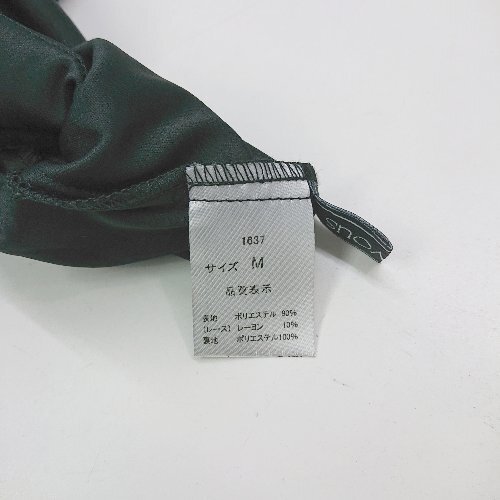 1637
サイズ M
品質表示
表地 ポリエステル 90%
(レース) レーヨン 10%
裏地 ポリエステル100%
YOUS